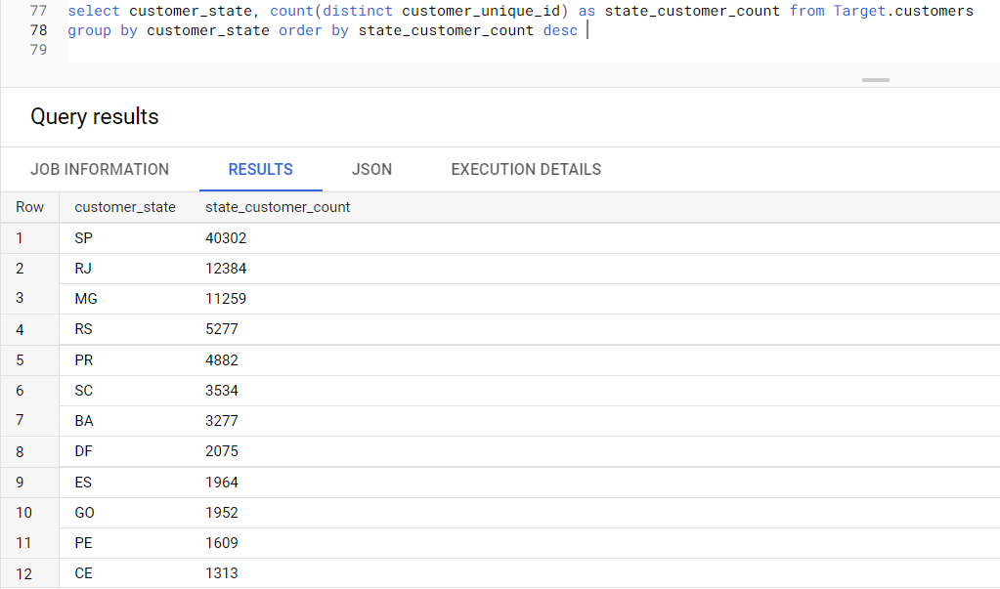 77 select customer_state, count(distinct customer_unique_id) as state_customer_count from Target.customers
78 group by customer_state order by state_customer_count desc
79
Query results
JOB INFORMATION RESULTS JSON EXECUTION DETAILS
Row customer_state state_customer_count
1 SP 40302
2 RJ 12384
3 MG 11259
4 RS 5277
5 PR 4882
6 SC 3534
7 BA 3277
8 DF 2075
9 ES 1964
10 GO 1952
11 PE 1609
12 CE 1313